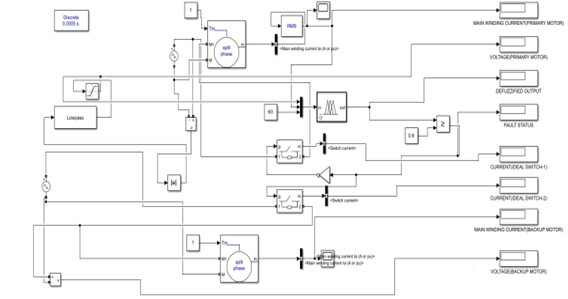 Discrete
0.0005 s.
1
Tm
split
phase
m
M
RMS
<Main winding current Ia (A or pu)>
MAIN WINDING CURRENT(PRIMARY MOTOR)
VOLTAGE(PRIMARY MOTOR)
DEFUZZIFIED OUTPUT
FAULT STATUS
CURRENT(IDEAL SWITCH-1)
CURRENT(IDEAL SWITCH-2)
MAIN WINDING CURRENT(BACKUP MOTOR)
VOLTAGE(BACKUP MOTOR)
Lowpass
60
0.6
≥
|u|
<Switch current>
<Switch current>
1
Tm
split
phase
m
M
<Main winding current Ia (A or pu)>